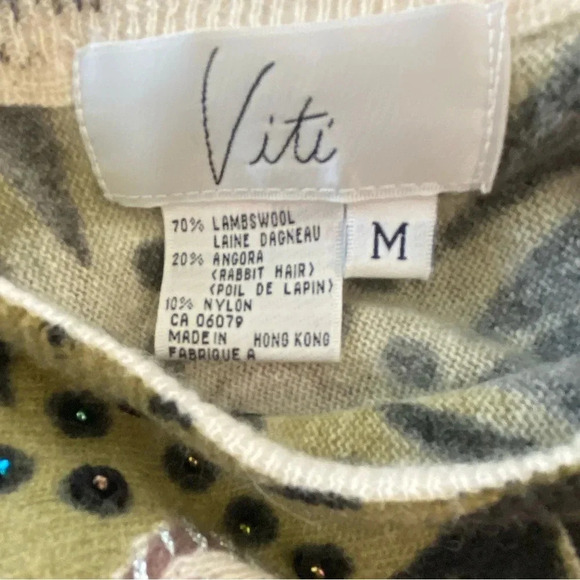 Viti
70% LAMBSWOOL
LAINE DAGNEAU
20% ANGORA
(RABBIT HAIR)
(POIL DE LAPIN)
10% NYLON
CA 06079
MADE IN HONG KONG
FABRIQUE A
M